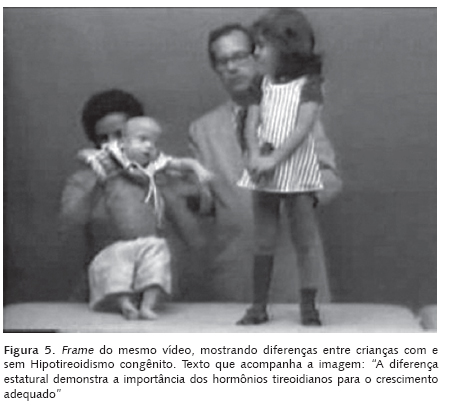 Figura 5. Frame do mesmo vídeo, mostrando diferenças entre crianças com e
sem Hipotireoidismo congênito. Texto que acompanha a imagem: “A diferença
estatural demonstra a importância dos hormônios tireoidianos para o crescimento
adequado”